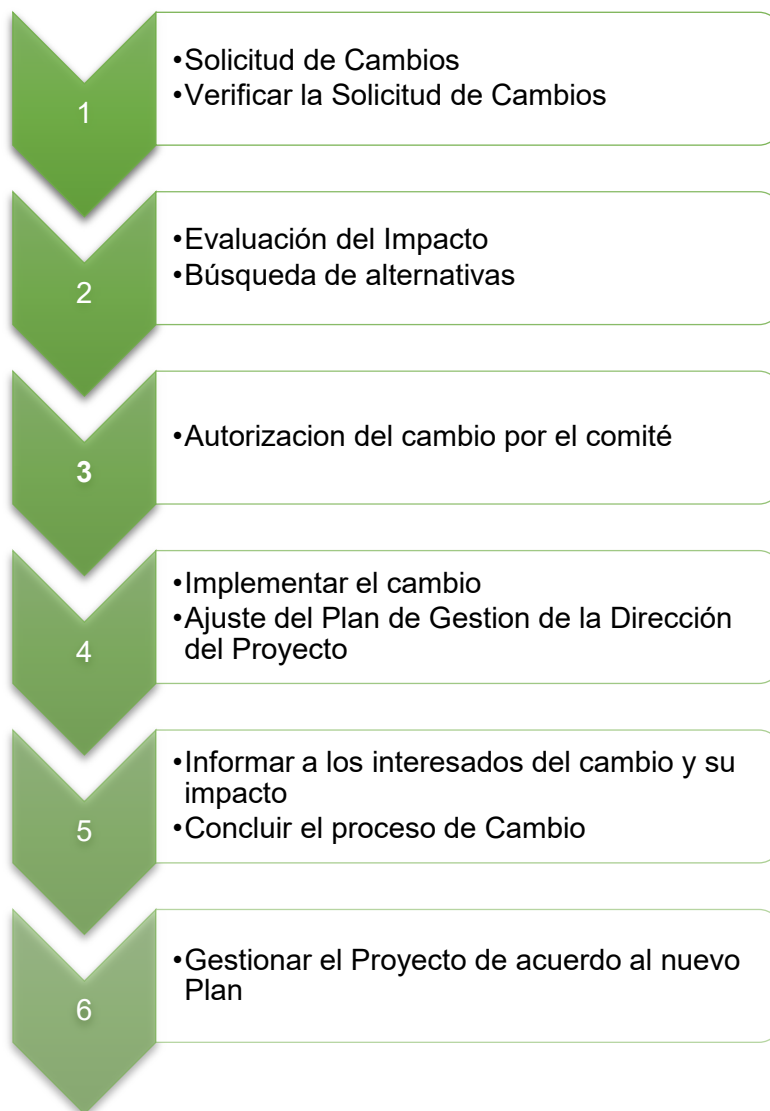 1
•Solicitud de Cambios
•Verificar la Solicitud de Cambios
2
•Evaluación del Impacto
•Búsqueda de alternativas
3
•Autorizacion del cambio por el comité
4
•Implementar el cambio
•Ajuste del Plan de Gestion de la Dirección
del Proyecto
5
•Informar a los interesados del cambio y su
impacto
•Concluir el proceso de Cambio
6
•Gestionar el Proyecto de acuerdo al nuevo
Plan